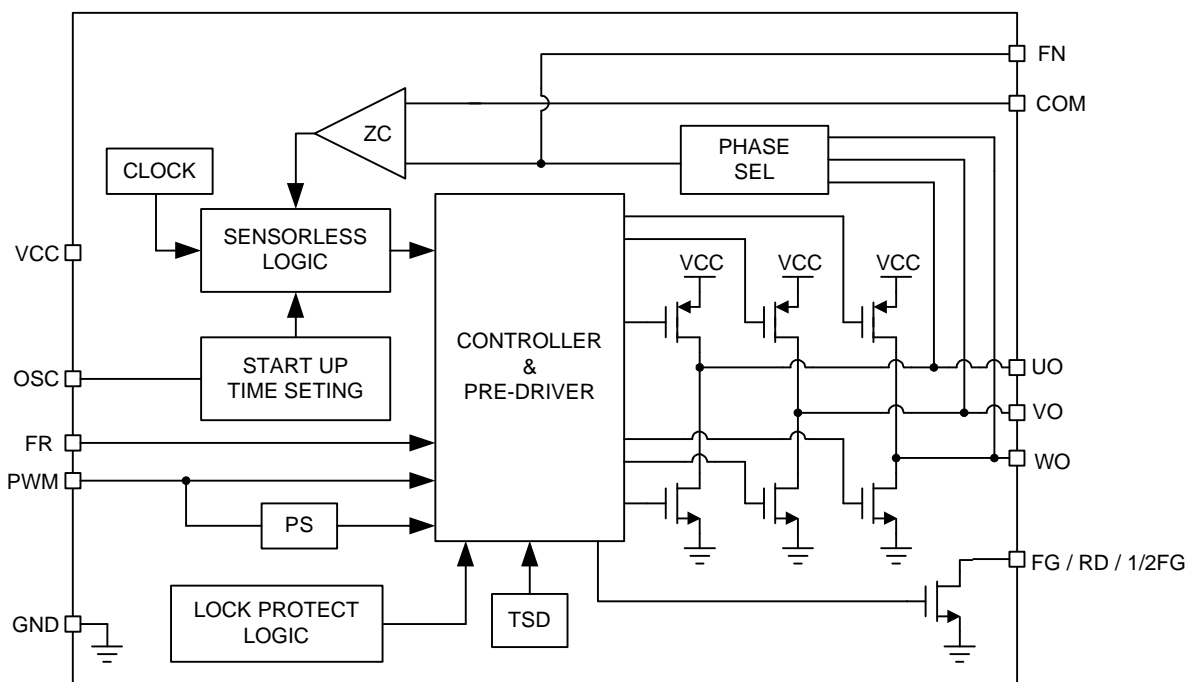 FN
COM
ZC
PHASE
SEL
CLOCK
VCC
SENSORLESS
LOGIC
VCC
VCC
VCC
CONTROLLER
&
PRE-DRIVER
START UP
TIME SETING
OSC
UO
VO
WO
FR
PWM
PS
FG / RD / 1/2FG
LOCK PROTECT
LOGIC
TSD
GND